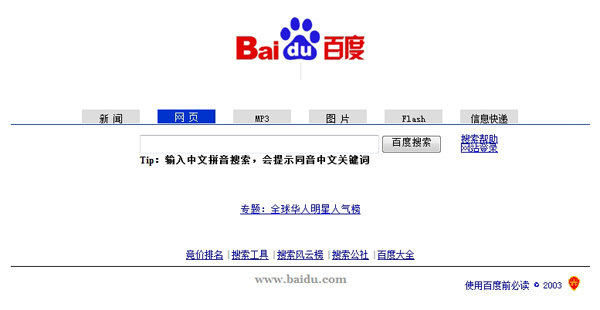 Bai du 百度
新 闻 网 页 MP3 图 片 Flash 信息快递
百度搜索 搜索帮助
网站登录
Tip：输入中文拼音搜索，会提示同音中文关键词
专题：全球华人明星人气榜
竞价排名 | 搜索工具 | 搜索风云榜 | 搜索公社 | 百度大全
www.baidu.com
使用百度前必读 © 2003